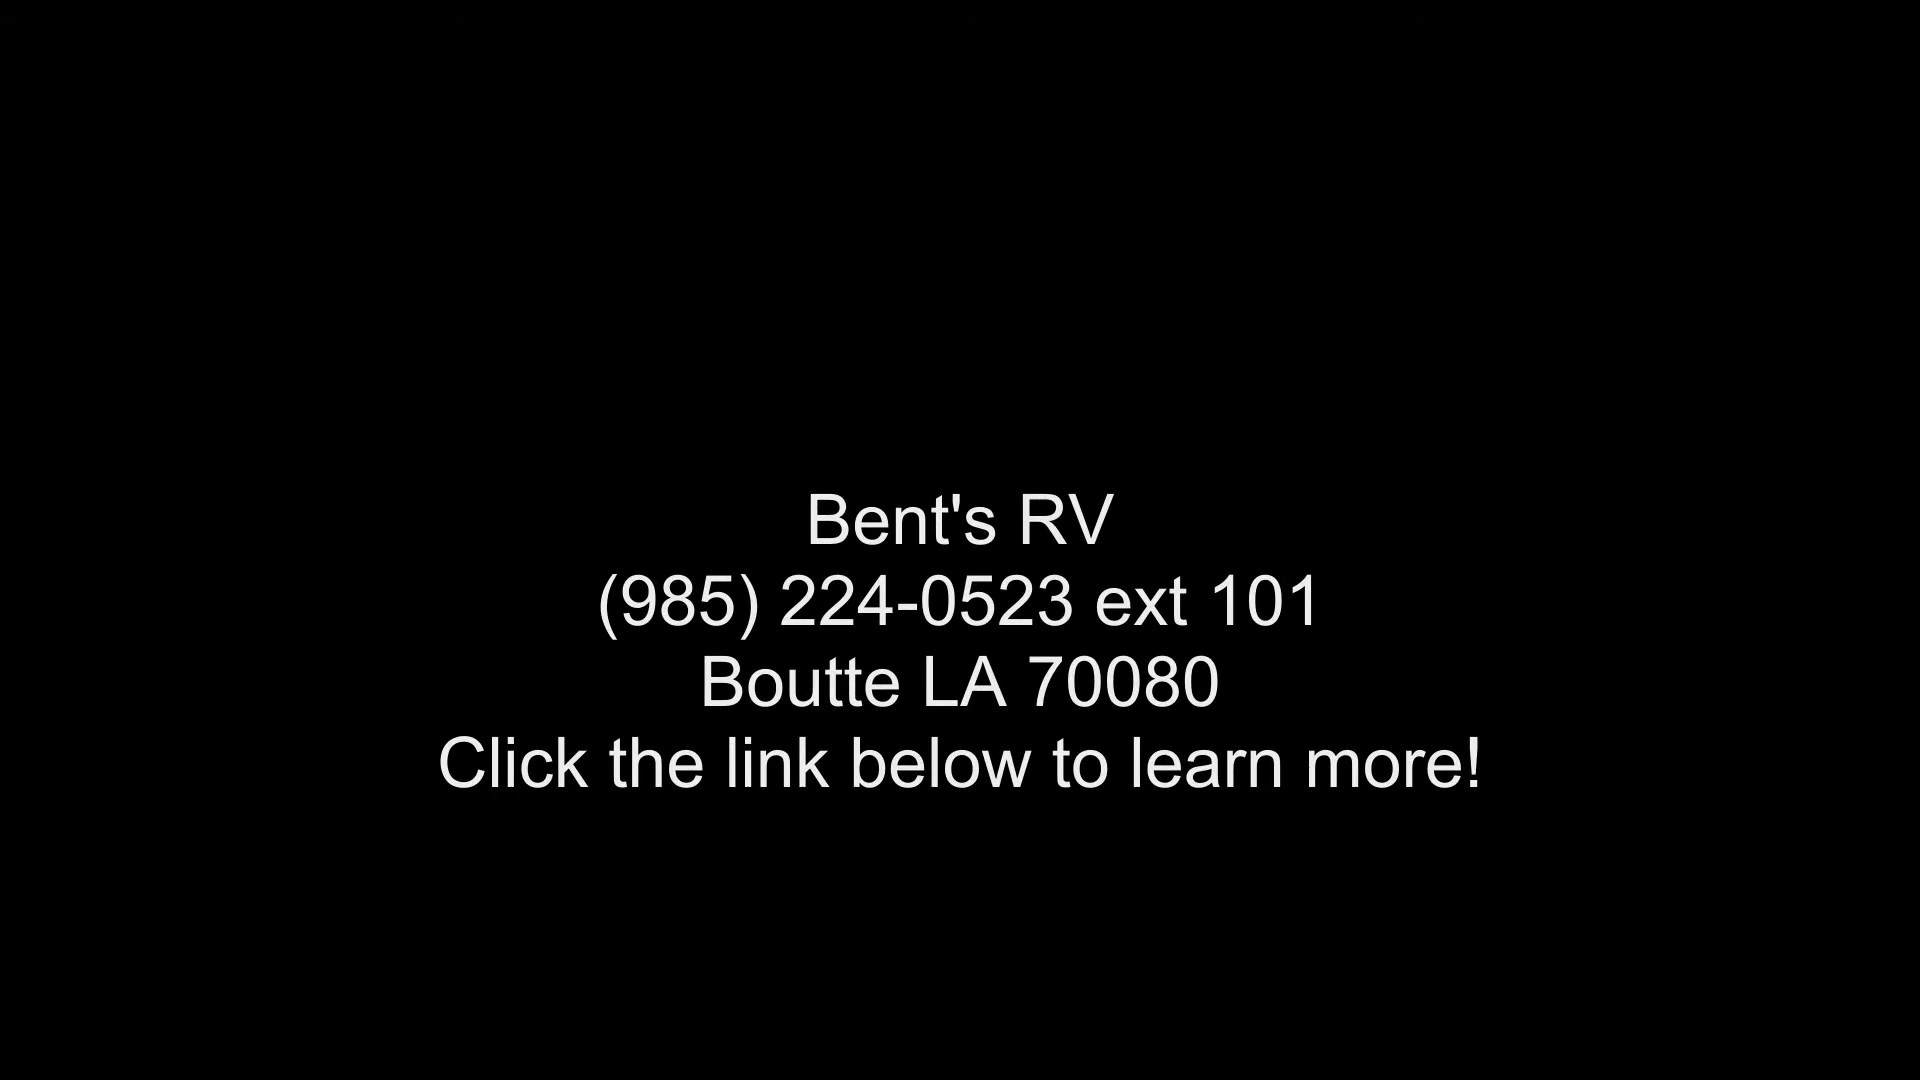 Bent's RV
(985) 224-0523 ext 101
Boutte LA 70080
Click the link below to learn more!